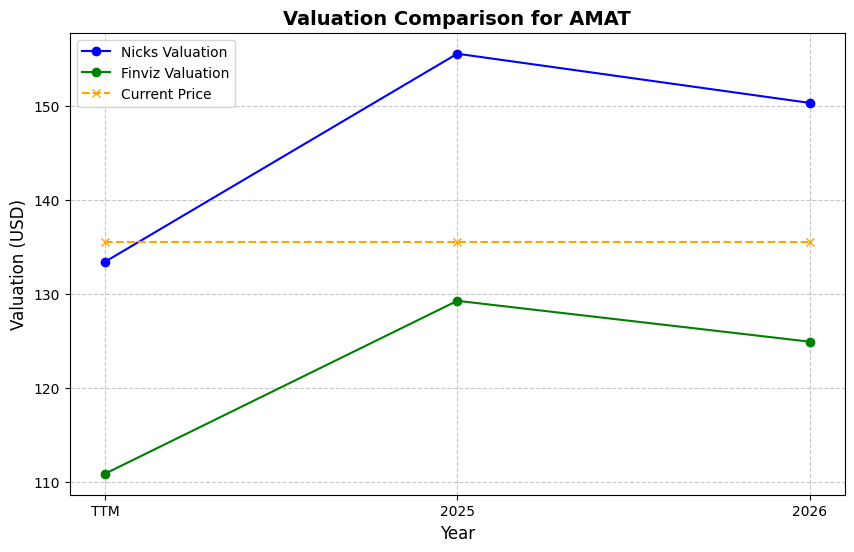 Valuation Comparison for AMAT
Nicks Valuation
Finviz Valuation
Current Price
Valuation (USD)
150
140
130
120
110
TTM
2025
2026
Year